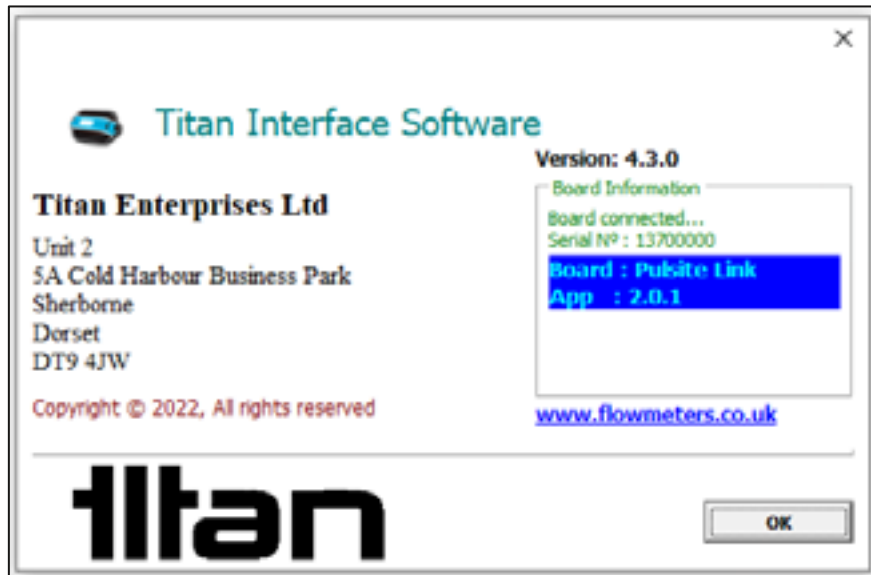 Titan Interface Software
Version: 4.3.0
Titan Enterprises Ltd
Unit 2
5A Cold Harbour Business Park
Sherborne
Dorset
DT9 4JW
Copyright © 2022, All rights reserved
Board Information
Board connected...
Serial Nº : 13700000
Board : Pulsite Link
App : 2.0.1
www.flowmeters.co.uk
titan
OK